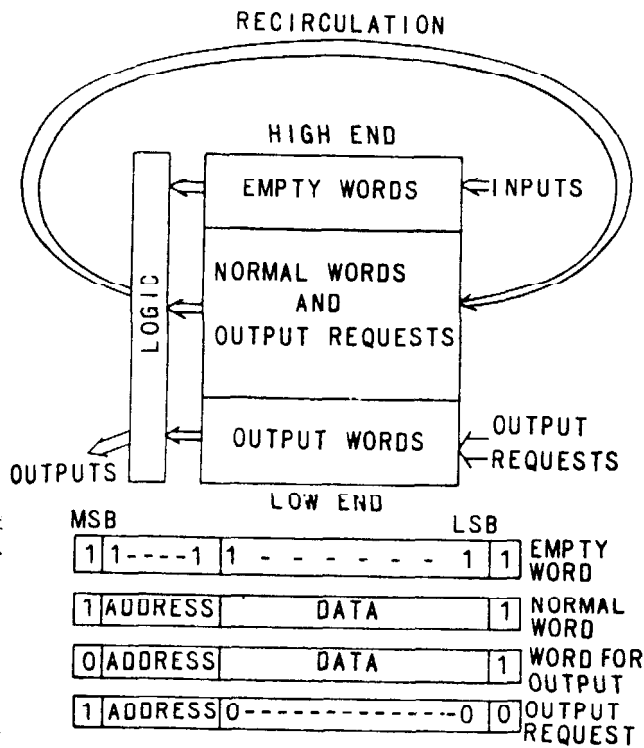 RECIRCULATION
HIGH END
EMPTY WORDS
INPUTS
LOGIC
NORMAL WORDS
AND
OUTPUT REQUESTS
OUTPUT WORDS
OUTPUT
REQUESTS
OUTPUTS
LOW END
MSB LSB
1 1----1 1 - - - - - - 1 1 EMPTY
WORD
1 ADDRESS DATA 1 NORMAL
WORD
0 ADDRESS DATA 1 WORD FOR
OUTPUT
1 ADDRESS 0-------------0 0 OUTPUT
REQUEST